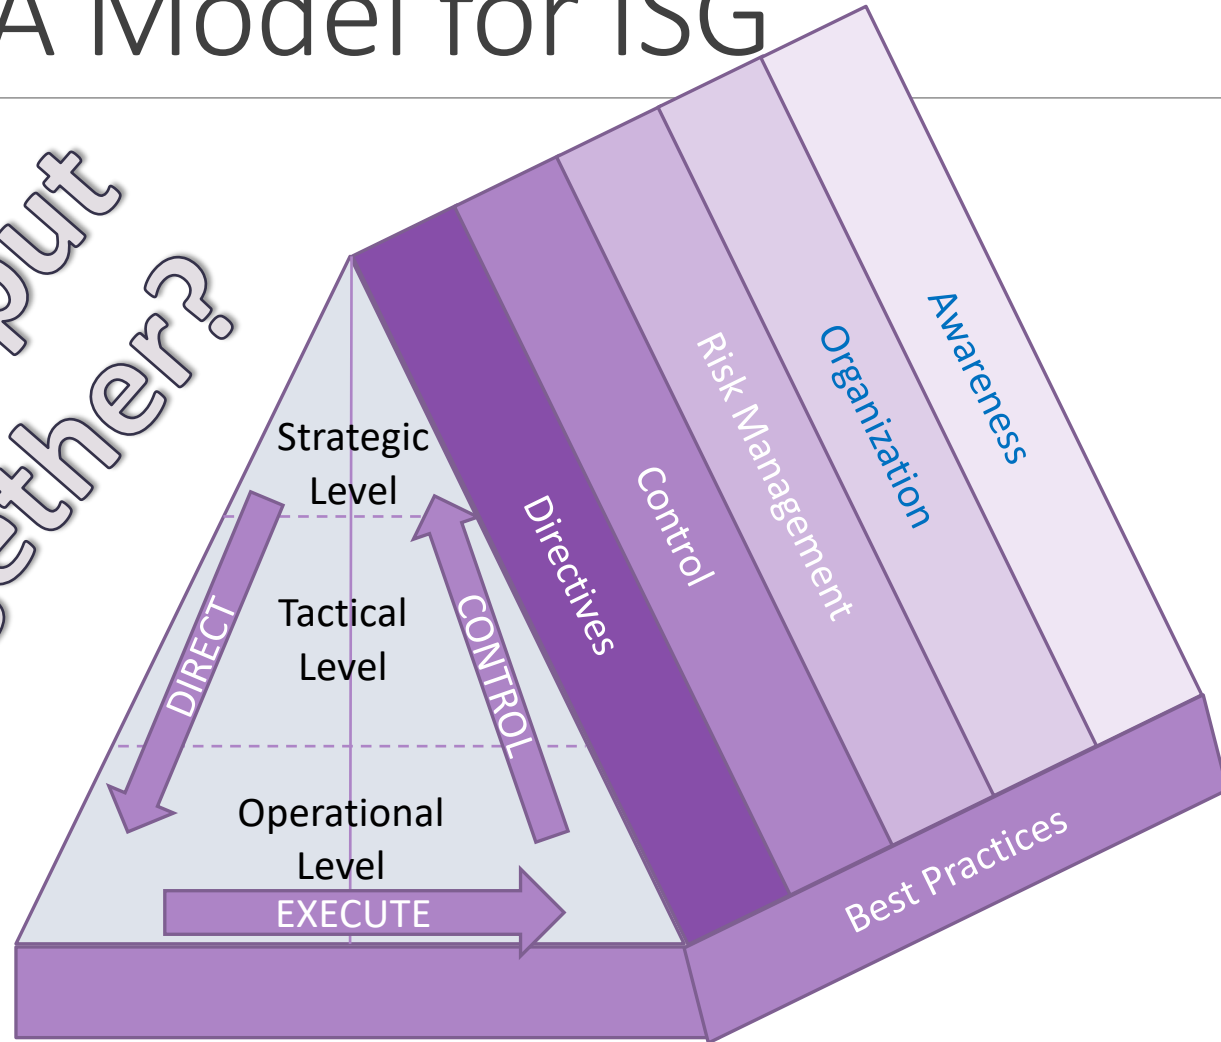 A Model for ISG
put
Strategic
Level
Tactical
Level
Operational
Level
DIRECT
CONTROL
EXECUTE
Directives
Control
Risk Management
Organization
Awareness
Best Practices